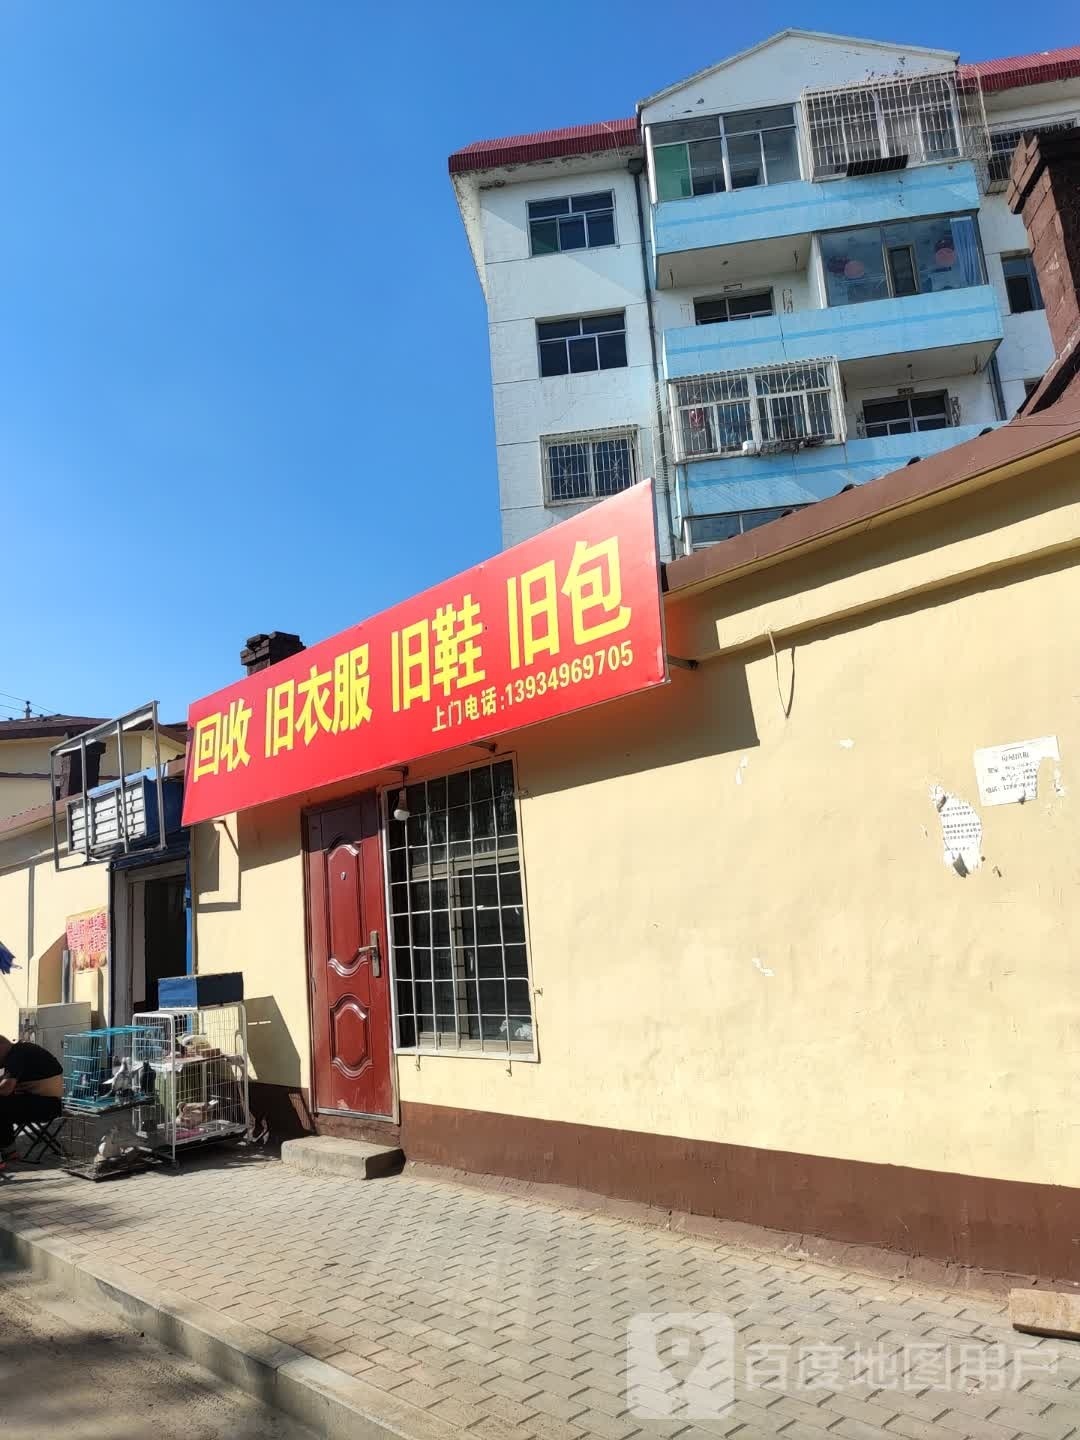 回收 旧衣服 旧鞋 旧包
上门电话:13934969705
百度地图用户